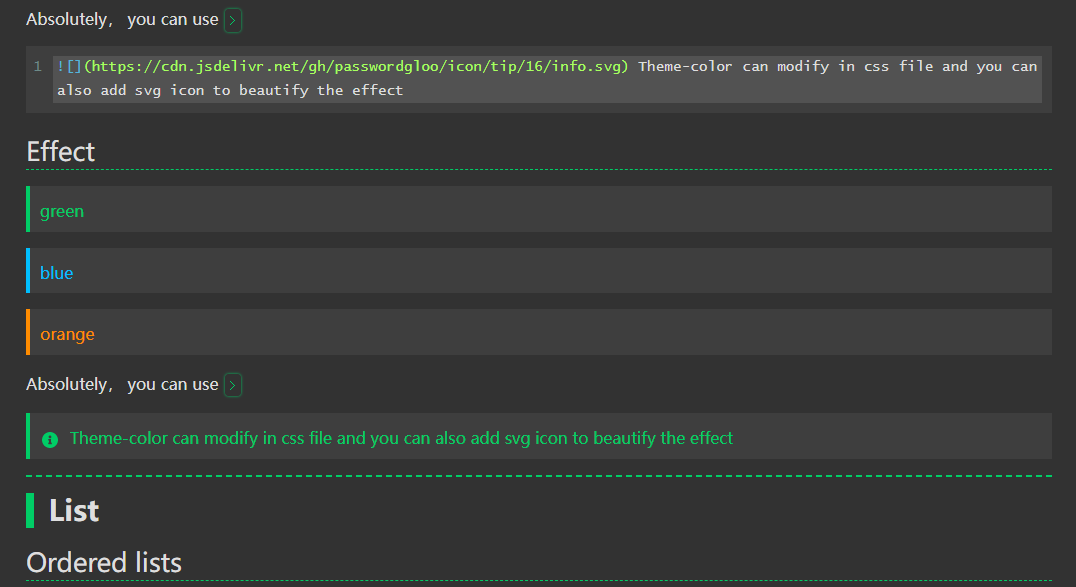 Absolutely， you can use >
1 ![](https://cdn.jsdelivr.net/gh/passwordgloo/icon/tip/16/info.svg) Theme-color can modify in css file and you can
also add svg icon to beautify the effect
Effect
green
blue
orange
Absolutely， you can use >
Theme-color can modify in css file and you can also add svg icon to beautify the effect
List
Ordered lists